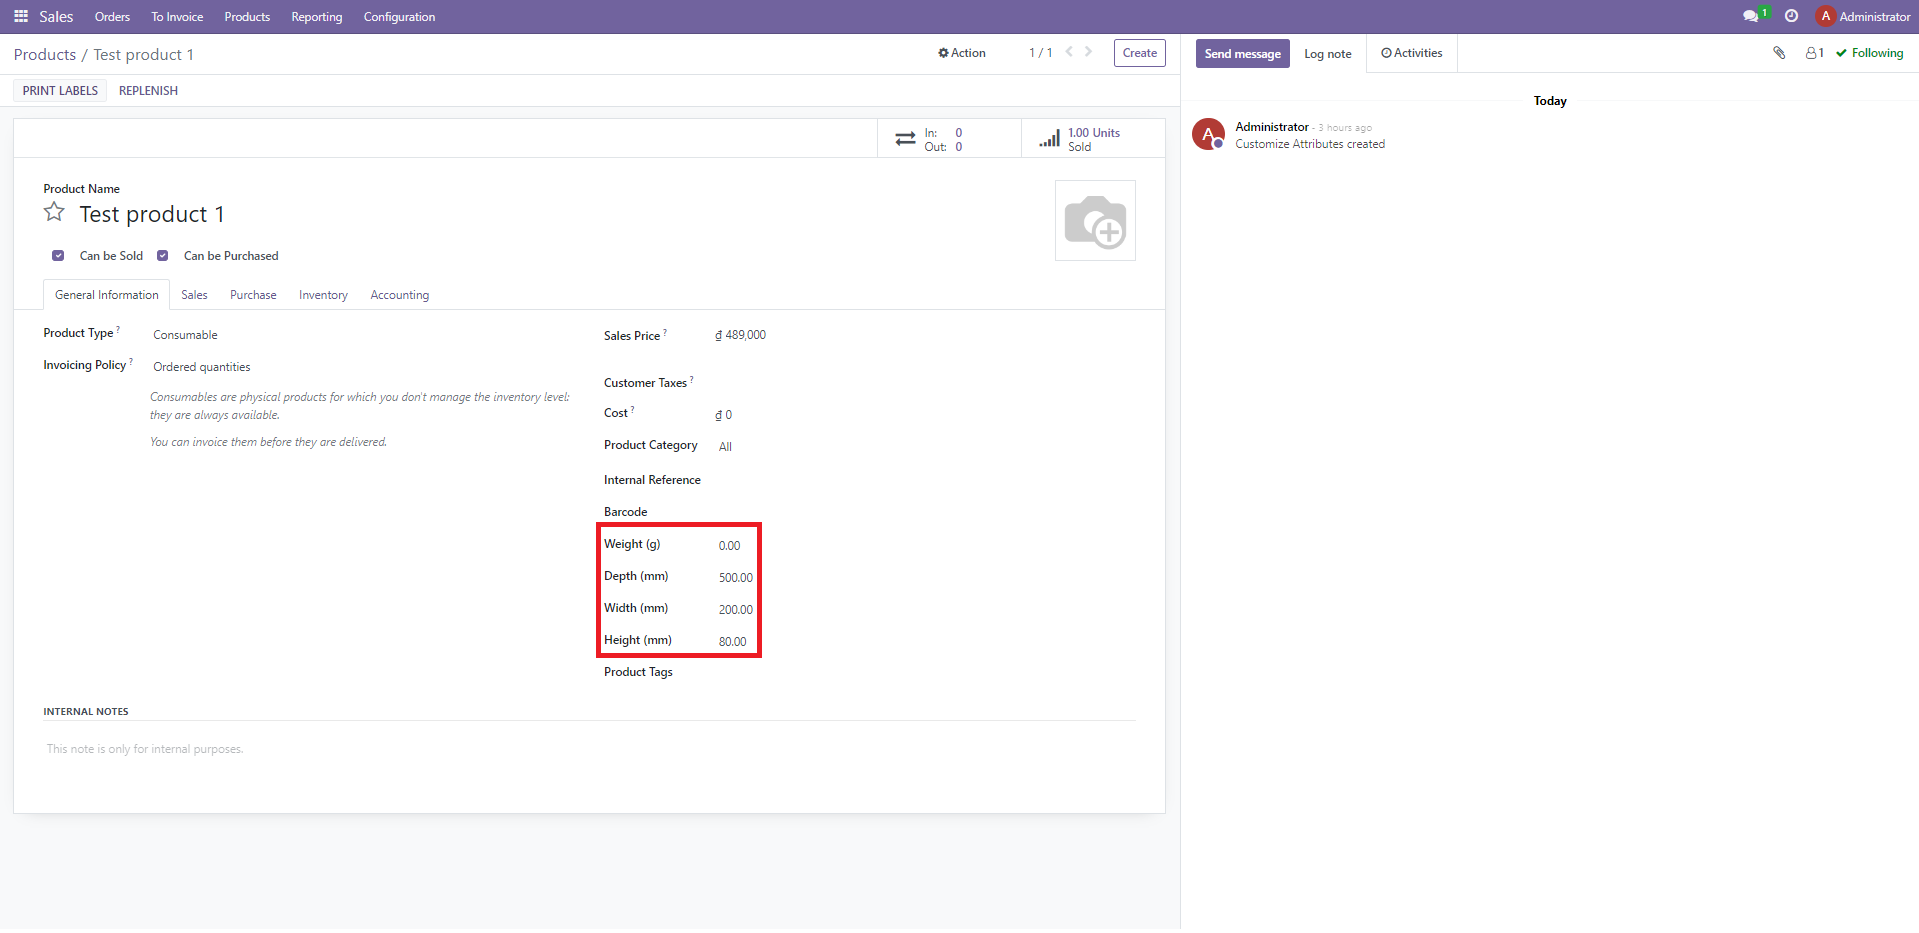 Sales Orders To Invoice Products Reporting Configuration 1 A Administrator
Products / Test product 1 Action 1 / 1 Create
Send message Log note Activities 1 Following
PRINT LABELS REPLENISH
Today
In: 0
Out: 0
1.00 Units
Sold
A Administrator - 3 hours ago
Customize Attributes created
Product Name
Test product 1
Can be Sold Can be Purchased
General Information Sales Purchase Inventory Accounting
Product Type ? Consumable
Invoicing Policy ? Ordered quantities
Consumables are physical products for which you don't manage the inventory level:
they are always available.
You can invoice them before they are delivered.
Sales Price ? ₫ 489,000
Customer Taxes ?
Cost ? ₫ 0
Product Category All
Internal Reference
Barcode
Weight (g) 0.00
Depth (mm) 500.00
Width (mm) 200.00
Height (mm) 80.00
Product Tags
INTERNAL NOTES
This note is only for internal purposes.